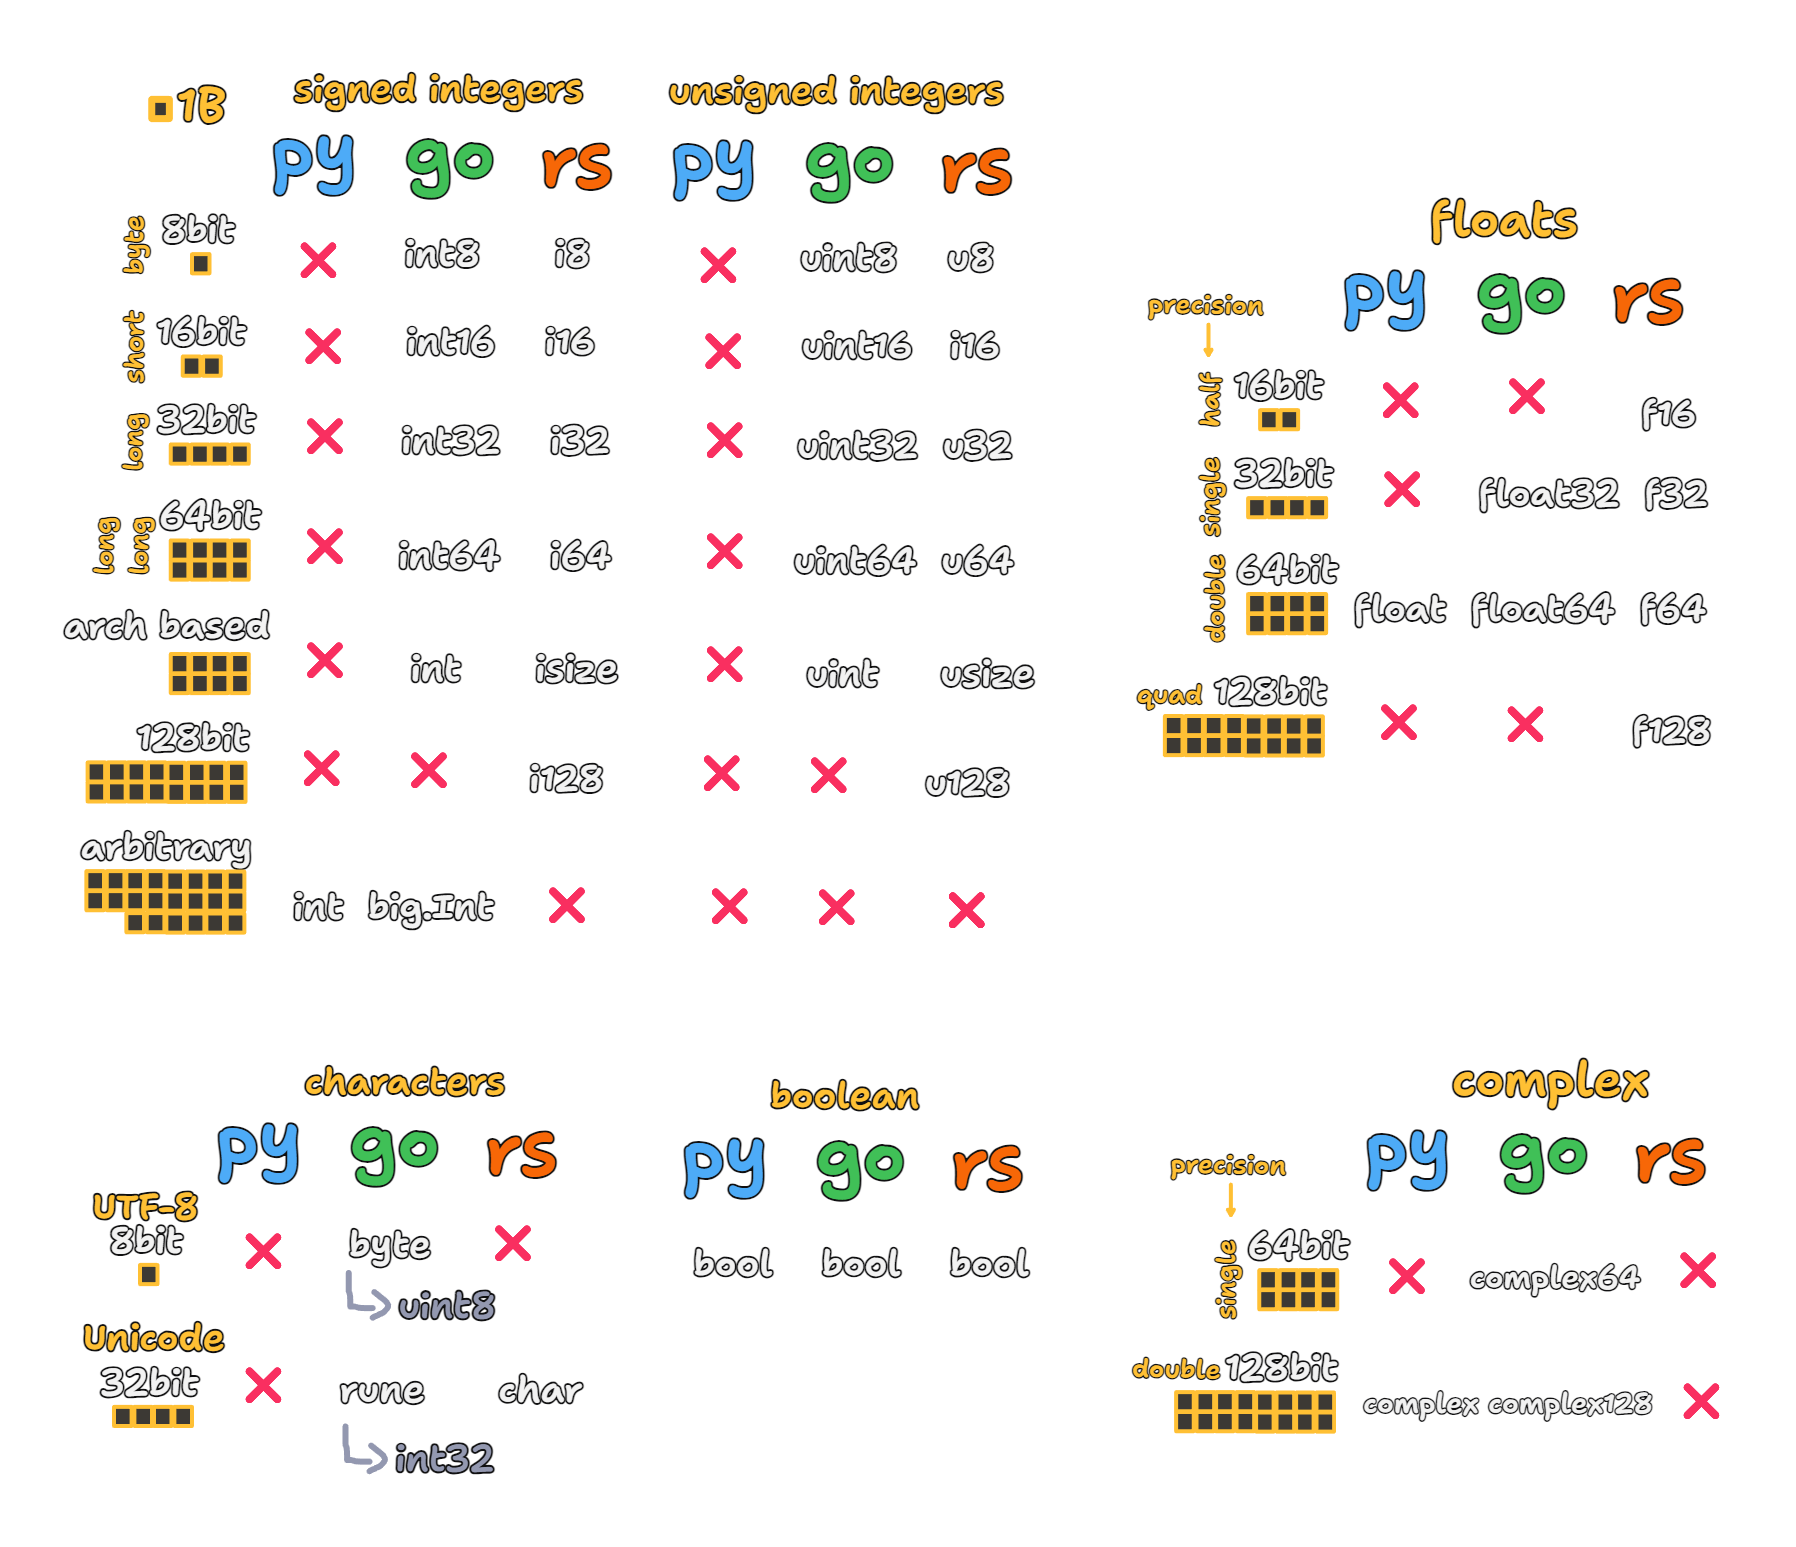 1B
signed integers
py go rs
byte 8bit int8 i8
short 16bit int16 i16
long 32bit int32 i32
long long 64bit int64 i64
arch based int isize
128bit i128
arbitrary int big.Int
unsigned integers
py go rs
uint8 u8
uint16 i16
uint32 u32
uint64 u64
uint usize
u128
floats
py go rs
precision
half 16bit f16
single 32bit float32 f32
double 64bit float float64 f64
quad 128bit f128
characters
py go rs
UTF-8
8bit byte
uint8
Unicode
32bit rune char
int32
boolean
py go rs
bool bool bool
complex
py go rs
precision
single 64bit complex64
double 128bit complex complex128